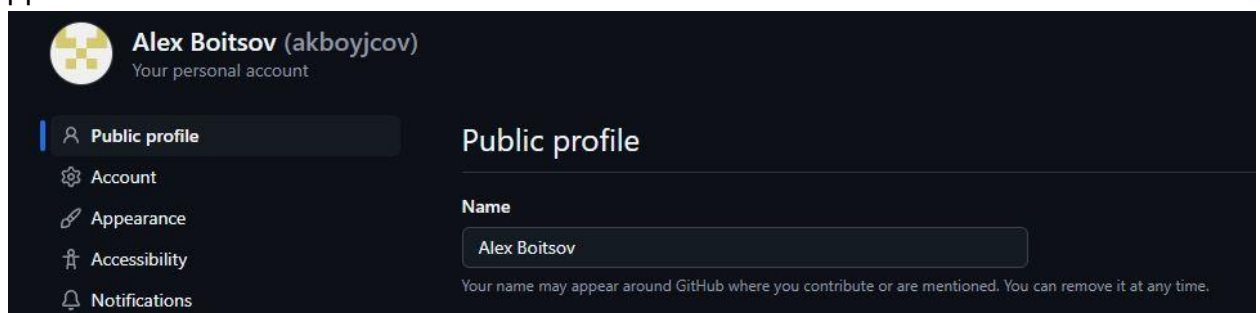 Alex Boitsov (akboyjcov)
Your personal account
Public profile
Account
Appearance
Accessibility
Notifications
Public profile
Name
Alex Boitsov
Your name may appear around GitHub where you contribute or are mentioned. You can remove it at any time.